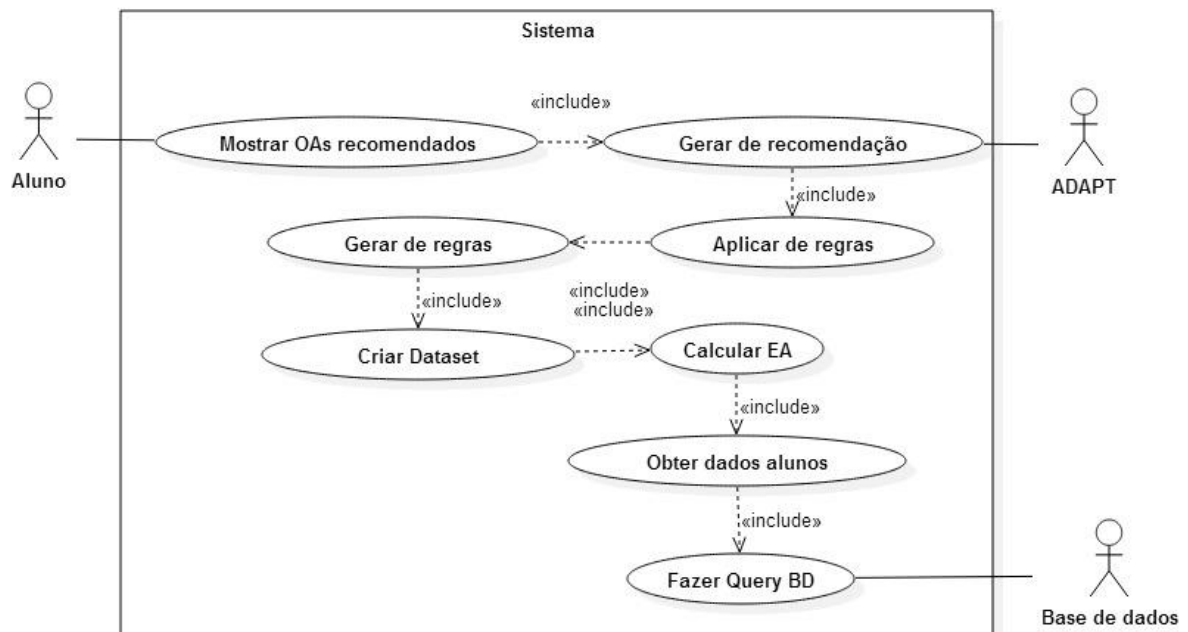 Sistema
«include»
Mostrar OAs recomendados
Gerar de recomendação
Aluno
ADAPT
«include»
Gerar de regras
Aplicar de regras
«include»
«include»
«include»
Criar Dataset
Calcular EA
«include»
Obter dados alunos
«include»
Fazer Query BD
Base de dados